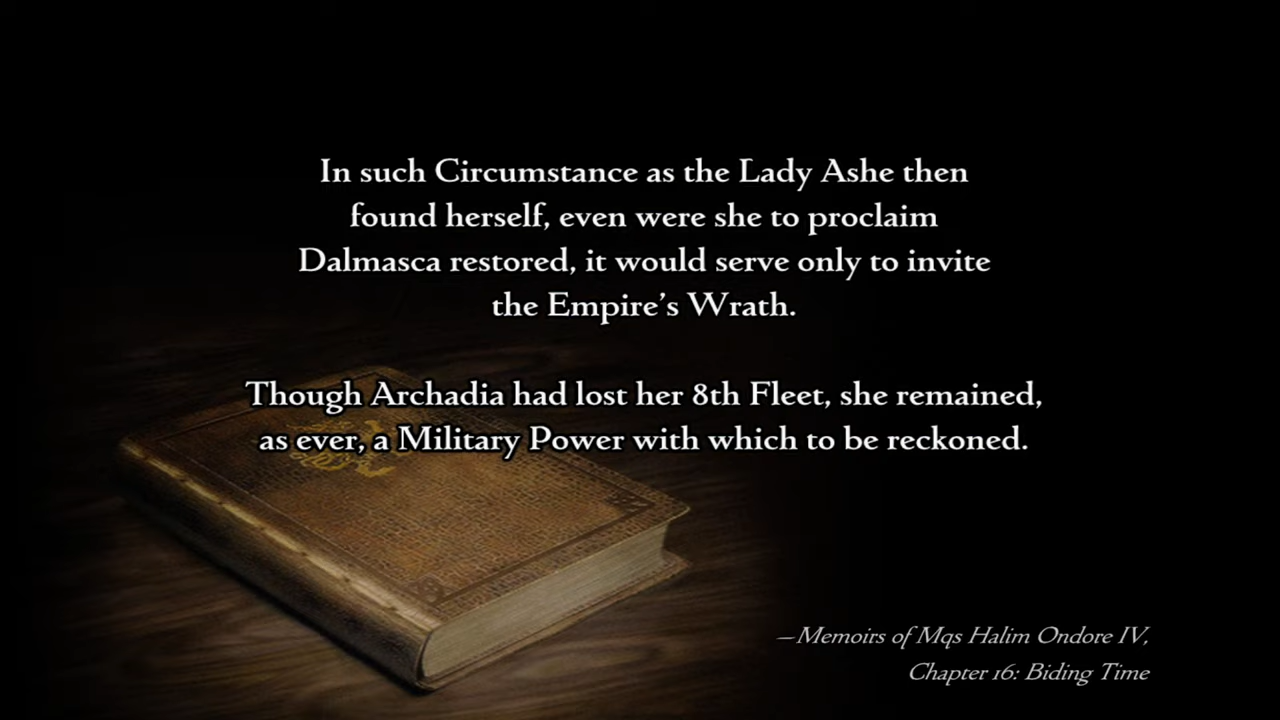 In such Circumstance as the Lady Ashe then
found herself, even were she to proclaim
Dalmasca restored, it would serve only to invite
the Empire’s Wrath.
Though Archadia had lost her 8th Fleet, she remained,
as ever, a Military Power with which to be reckoned.
—Memoirs of Mqs Halim Ondore IV,
Chapter 16: Biding Time